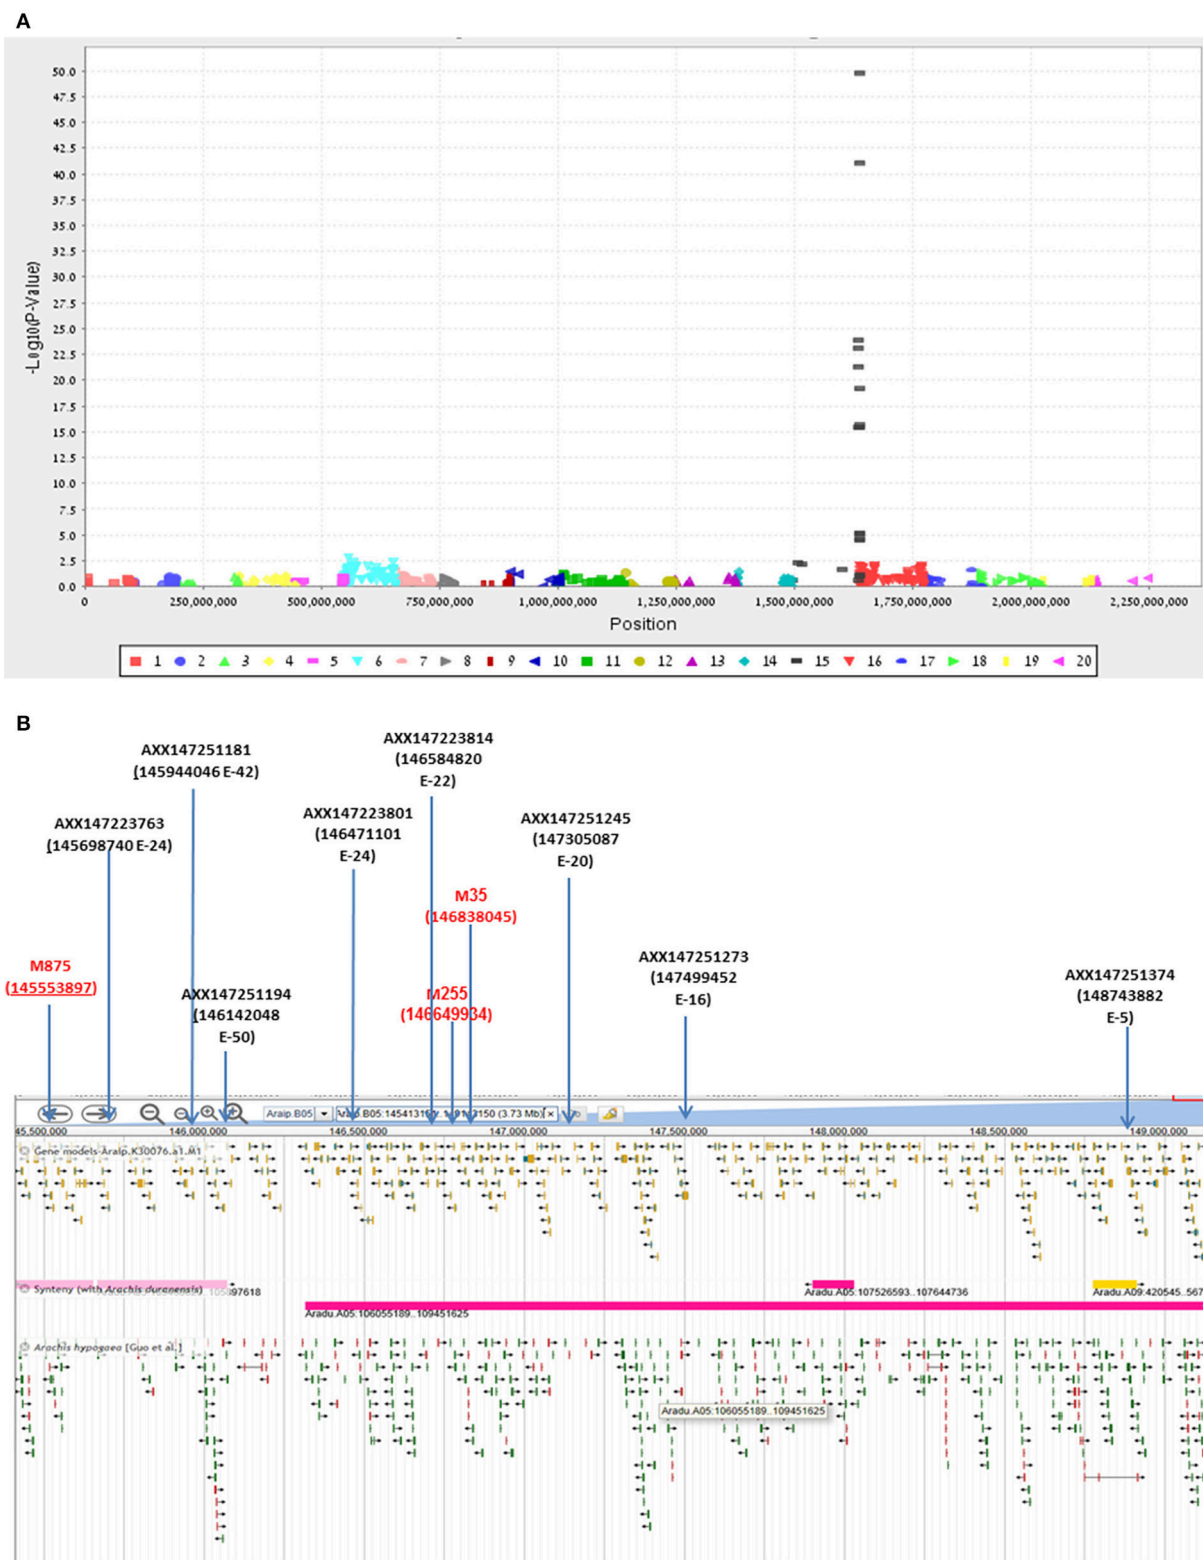 A
50.0
47.5
45.0
42.5
40.0
37.5
35.0
32.5
30.0
27.5
25.0
22.5
20.0
17.5
15.0
12.5
10.0
7.5
5.0
2.5
0.0
-Log10(P-Value)
0 250,000,000 500,000,000 750,000,000 1,000,000,000 1,250,000,000 1,500,000,000 1,750,000,000 2,000,000,000 2,250,000,000
Position
1 2 3 4 5 6 7 8 9 10 11 12 13 14 15 16 17 18 19 20
B
AXX147251181
(145944046 E-42)
AXX147223814
(146584820
E-22)
AXX147223763
(145698740 E-24)
AXX147223801
(146471101
E-24)
AXX147251245
(147305087
E-20)
M35
(146838045)
M875
(145553897)
AXX147251194
(146142048
E-50)
M255
(146649934)
AXX147251273
(147499452
E-16)
AXX147251374
(148743882
E-5)
Araip.B05 (3.73 Mb)
45,500,000 146,000,000 146,500,000 147,000,000 147,500,000 148,000,000 148,500,000 149,000,000
Gene models-Araip.K30076.a1.M1
Synteny (with Arachis duranensis)
Aradu.A05:107526593..107644736
Aradu.A09:420545..567
Aradu.A05:106055189..109451625
Arachis hypogaea [Guo et al.]
Aradu.A05:106055189..109451625